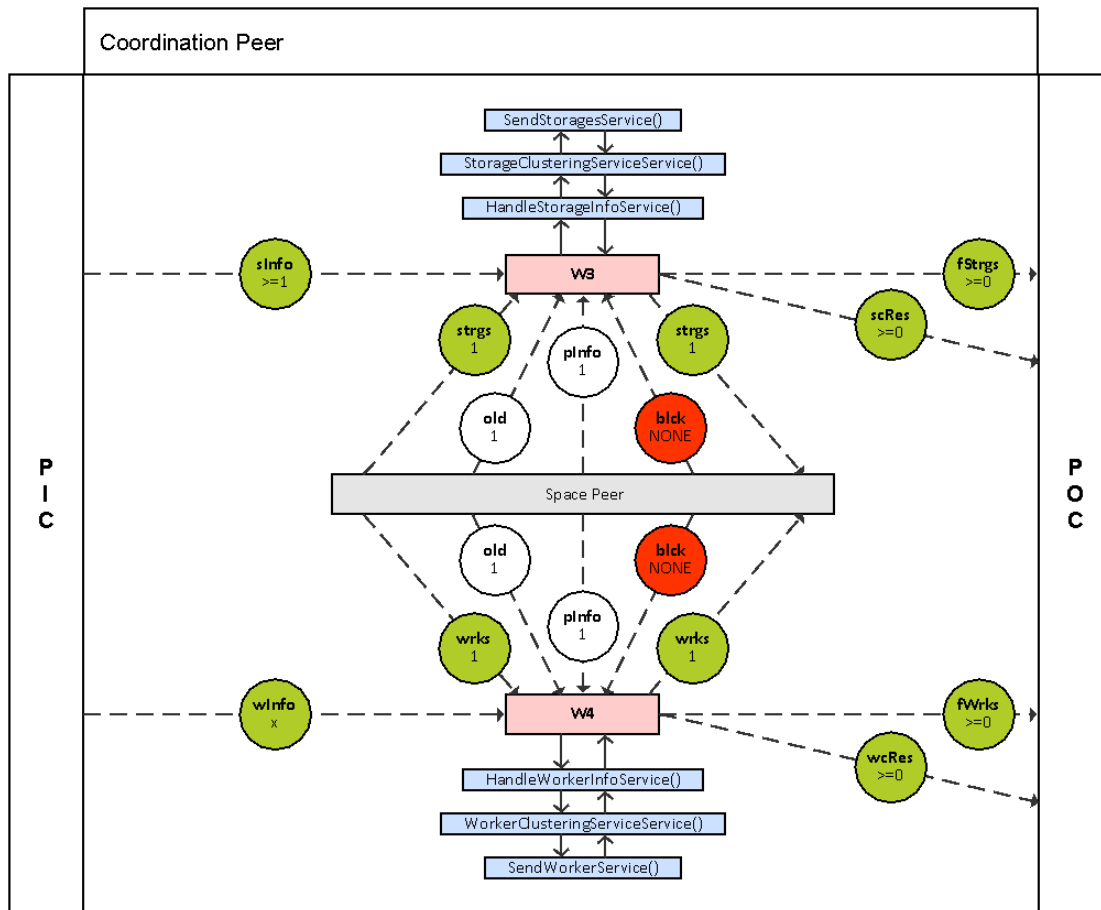 Coordination Peer
SendStoragesService()
StorageClusteringServiceService()
HandleStorageInfoService()
sInfo
>=1
W3
fStrgs
>=0
scRes
>=0
strgs
1
pInfo
1
strgs
1
old
1
blck
NONE
P
I
C
Space Peer
P
O
C
old
1
blck
NONE
pInfo
1
wrks
1
wrks
1
wInfo
x
W4
fWrks
>=0
wcRes
>=0
HandleWorkerInfoService()
WorkerClusteringServiceService()
SendWorkerService()